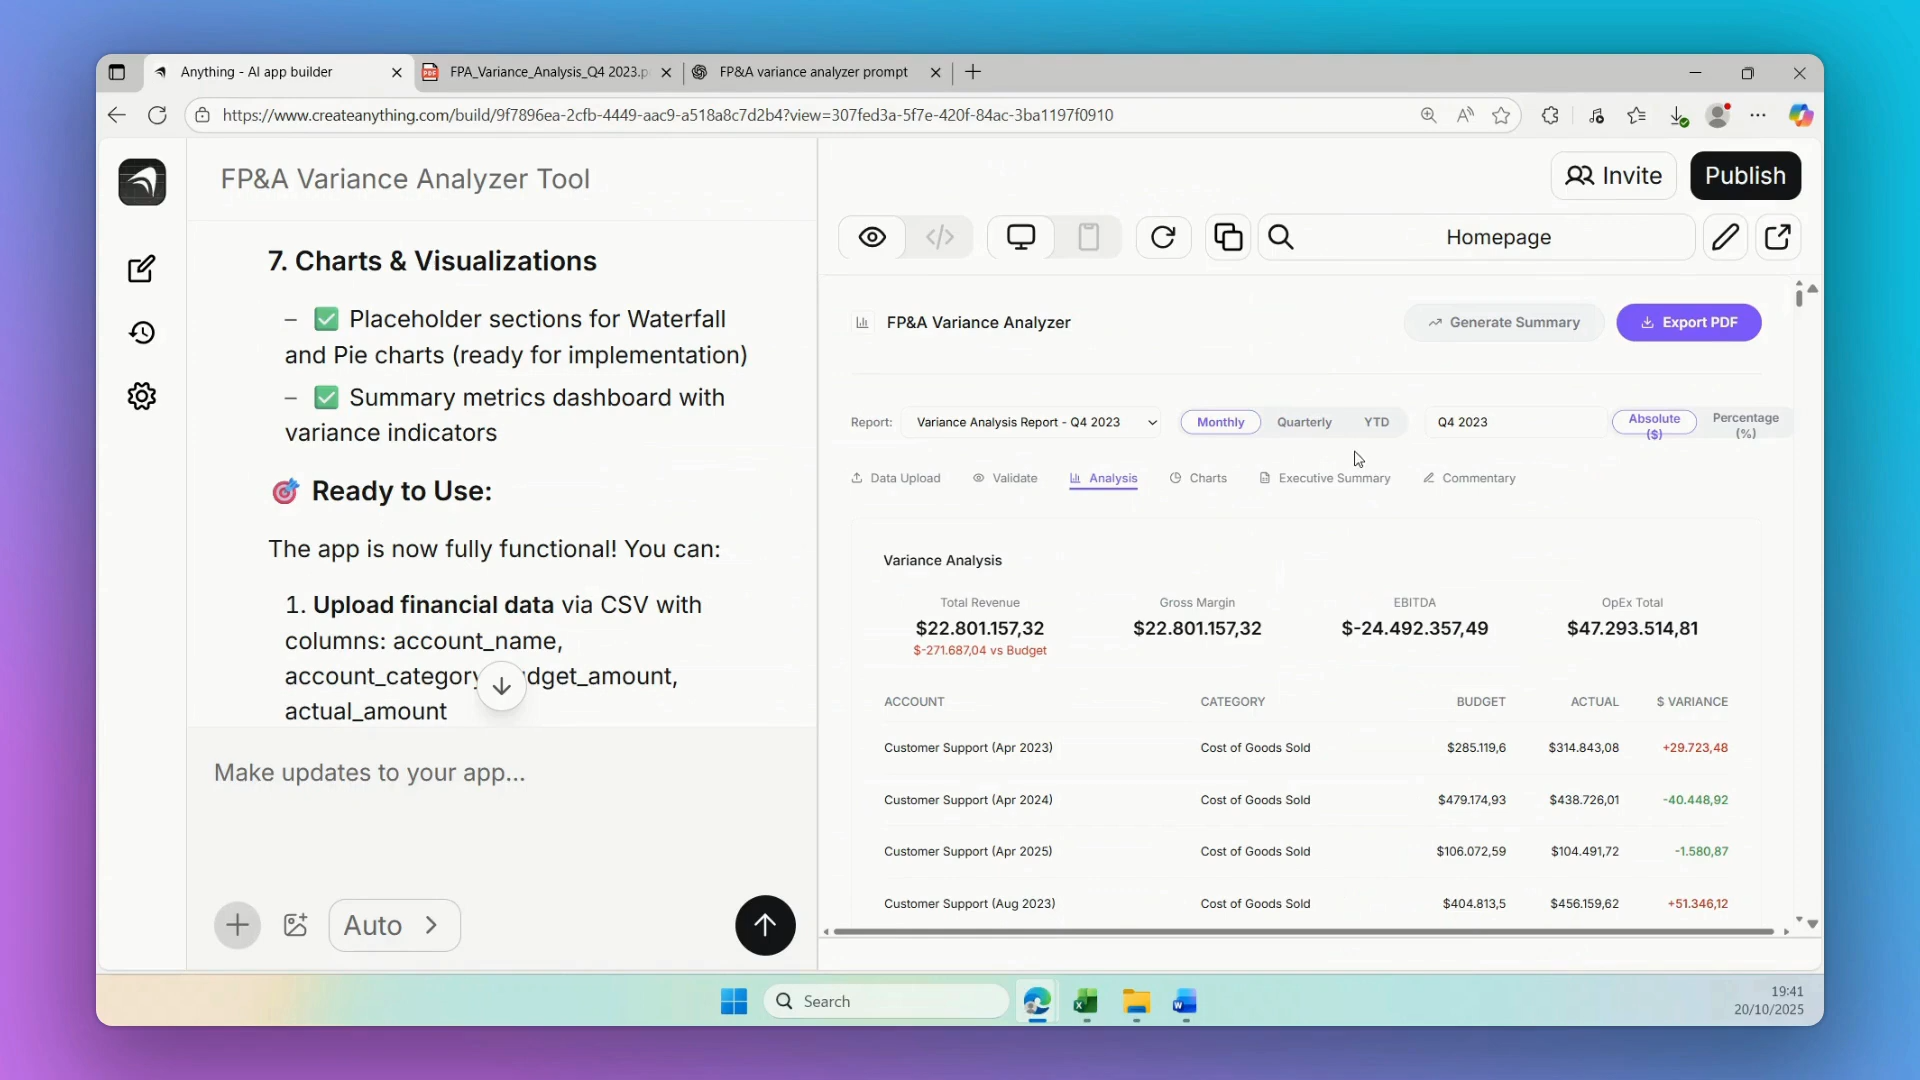 Anything - AI app builder
FPA_Variance_Analysis_Q4 2023.p
FP&A variance analyzer prompt
https://www.createanything.com/build/9f7896ea-2cfb-4449-aac9-a518a8c7d2b4?view=307fed3a-5f7e-420f-84ac-3ba1197f0910
FP&A Variance Analyzer Tool
7. Charts & Visualizations
– ✅ Placeholder sections for Waterfall
and Pie charts (ready for implementation)
– ✅ Summary metrics dashboard with
variance indicators
🎯 Ready to Use:
The app is now fully functional! You can:
1. Upload financial data via CSV with
columns: account_name,
account_category, dget_amount,
actual_amount
Make updates to your app...
Auto
Invite
Publish
Homepage
FP&A Variance Analyzer
Generate Summary
Export PDF
Report:
Variance Analysis Report - Q4 2023
Monthly
Quarterly
YTD
Q4 2023
Absolute
($)
Percentage
(%)
Data Upload
Validate
Analysis
Charts
Executive Summary
Commentary
Variance Analysis
Total Revenue Gross Margin EBITDA OpEx Total
$22.801.157,32 $22.801.157,32 $-24.492.357,49 $47.293.514,81
$-271.687,04 vs Budget
ACCOUNT CATEGORY BUDGET ACTUAL $ VARIANCE
Customer Support (Apr 2023) Cost of Goods Sold $285.119,6 $314.843,08 +29.723,48
Customer Support (Apr 2024) Cost of Goods Sold $479.174,93 $438.726,01 -40.448,92
Customer Support (Apr 2025) Cost of Goods Sold $106.072,59 $104.491,72 -1.580,87
Customer Support (Aug 2023) Cost of Goods Sold $404.813,5 $456.159,62 +51.346,12
Search
19:41
20/10/2025